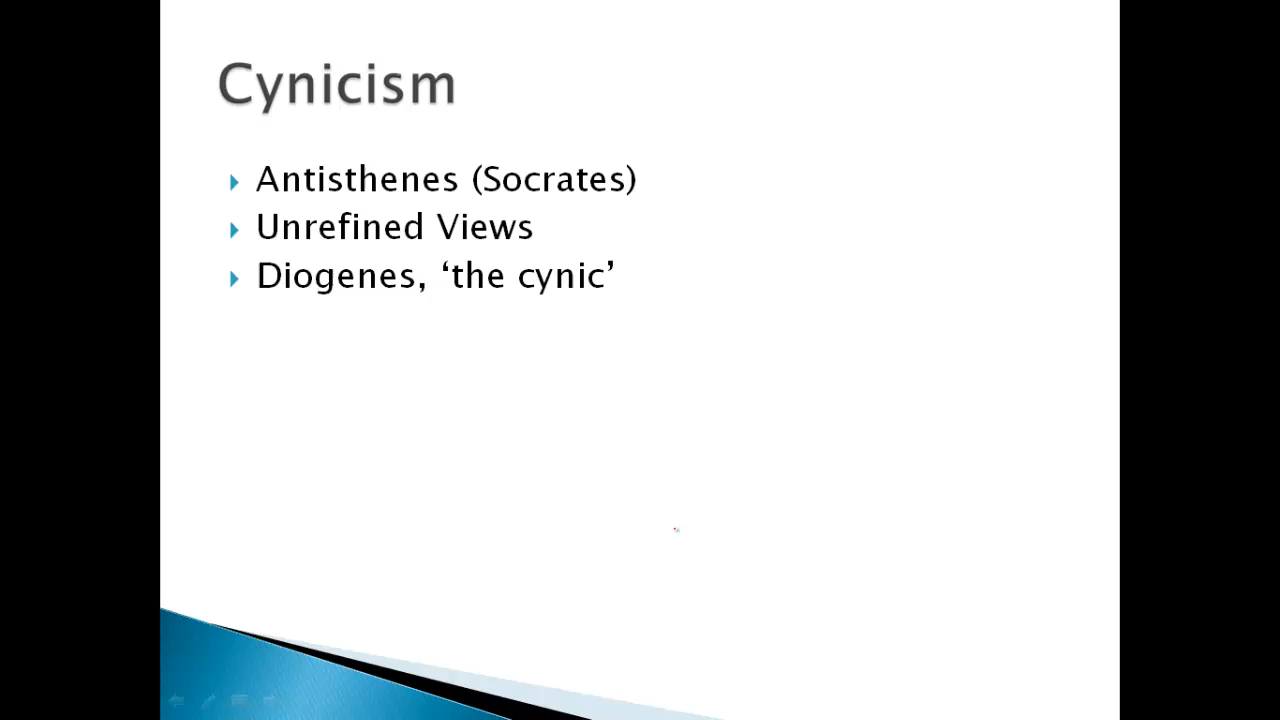 Cynicism
Antisthenes (Socrates)
Unrefined Views
Diogenes, ‘the cynic’